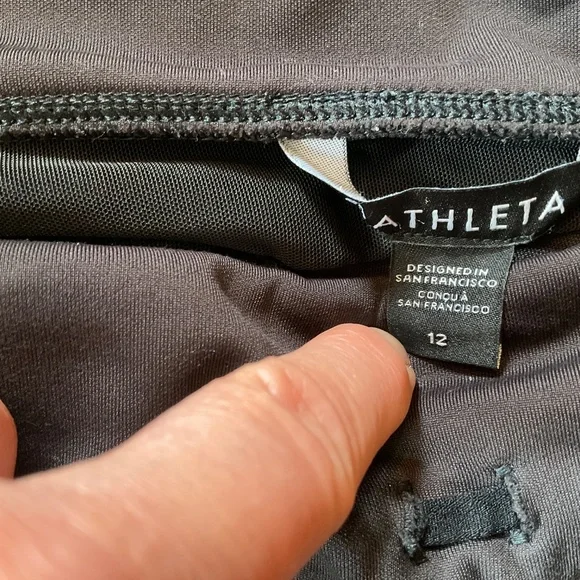 ATHLETA
DESIGNED IN
SAN FRANCISCO
CONÇU À
SAN FRANCISCO
12